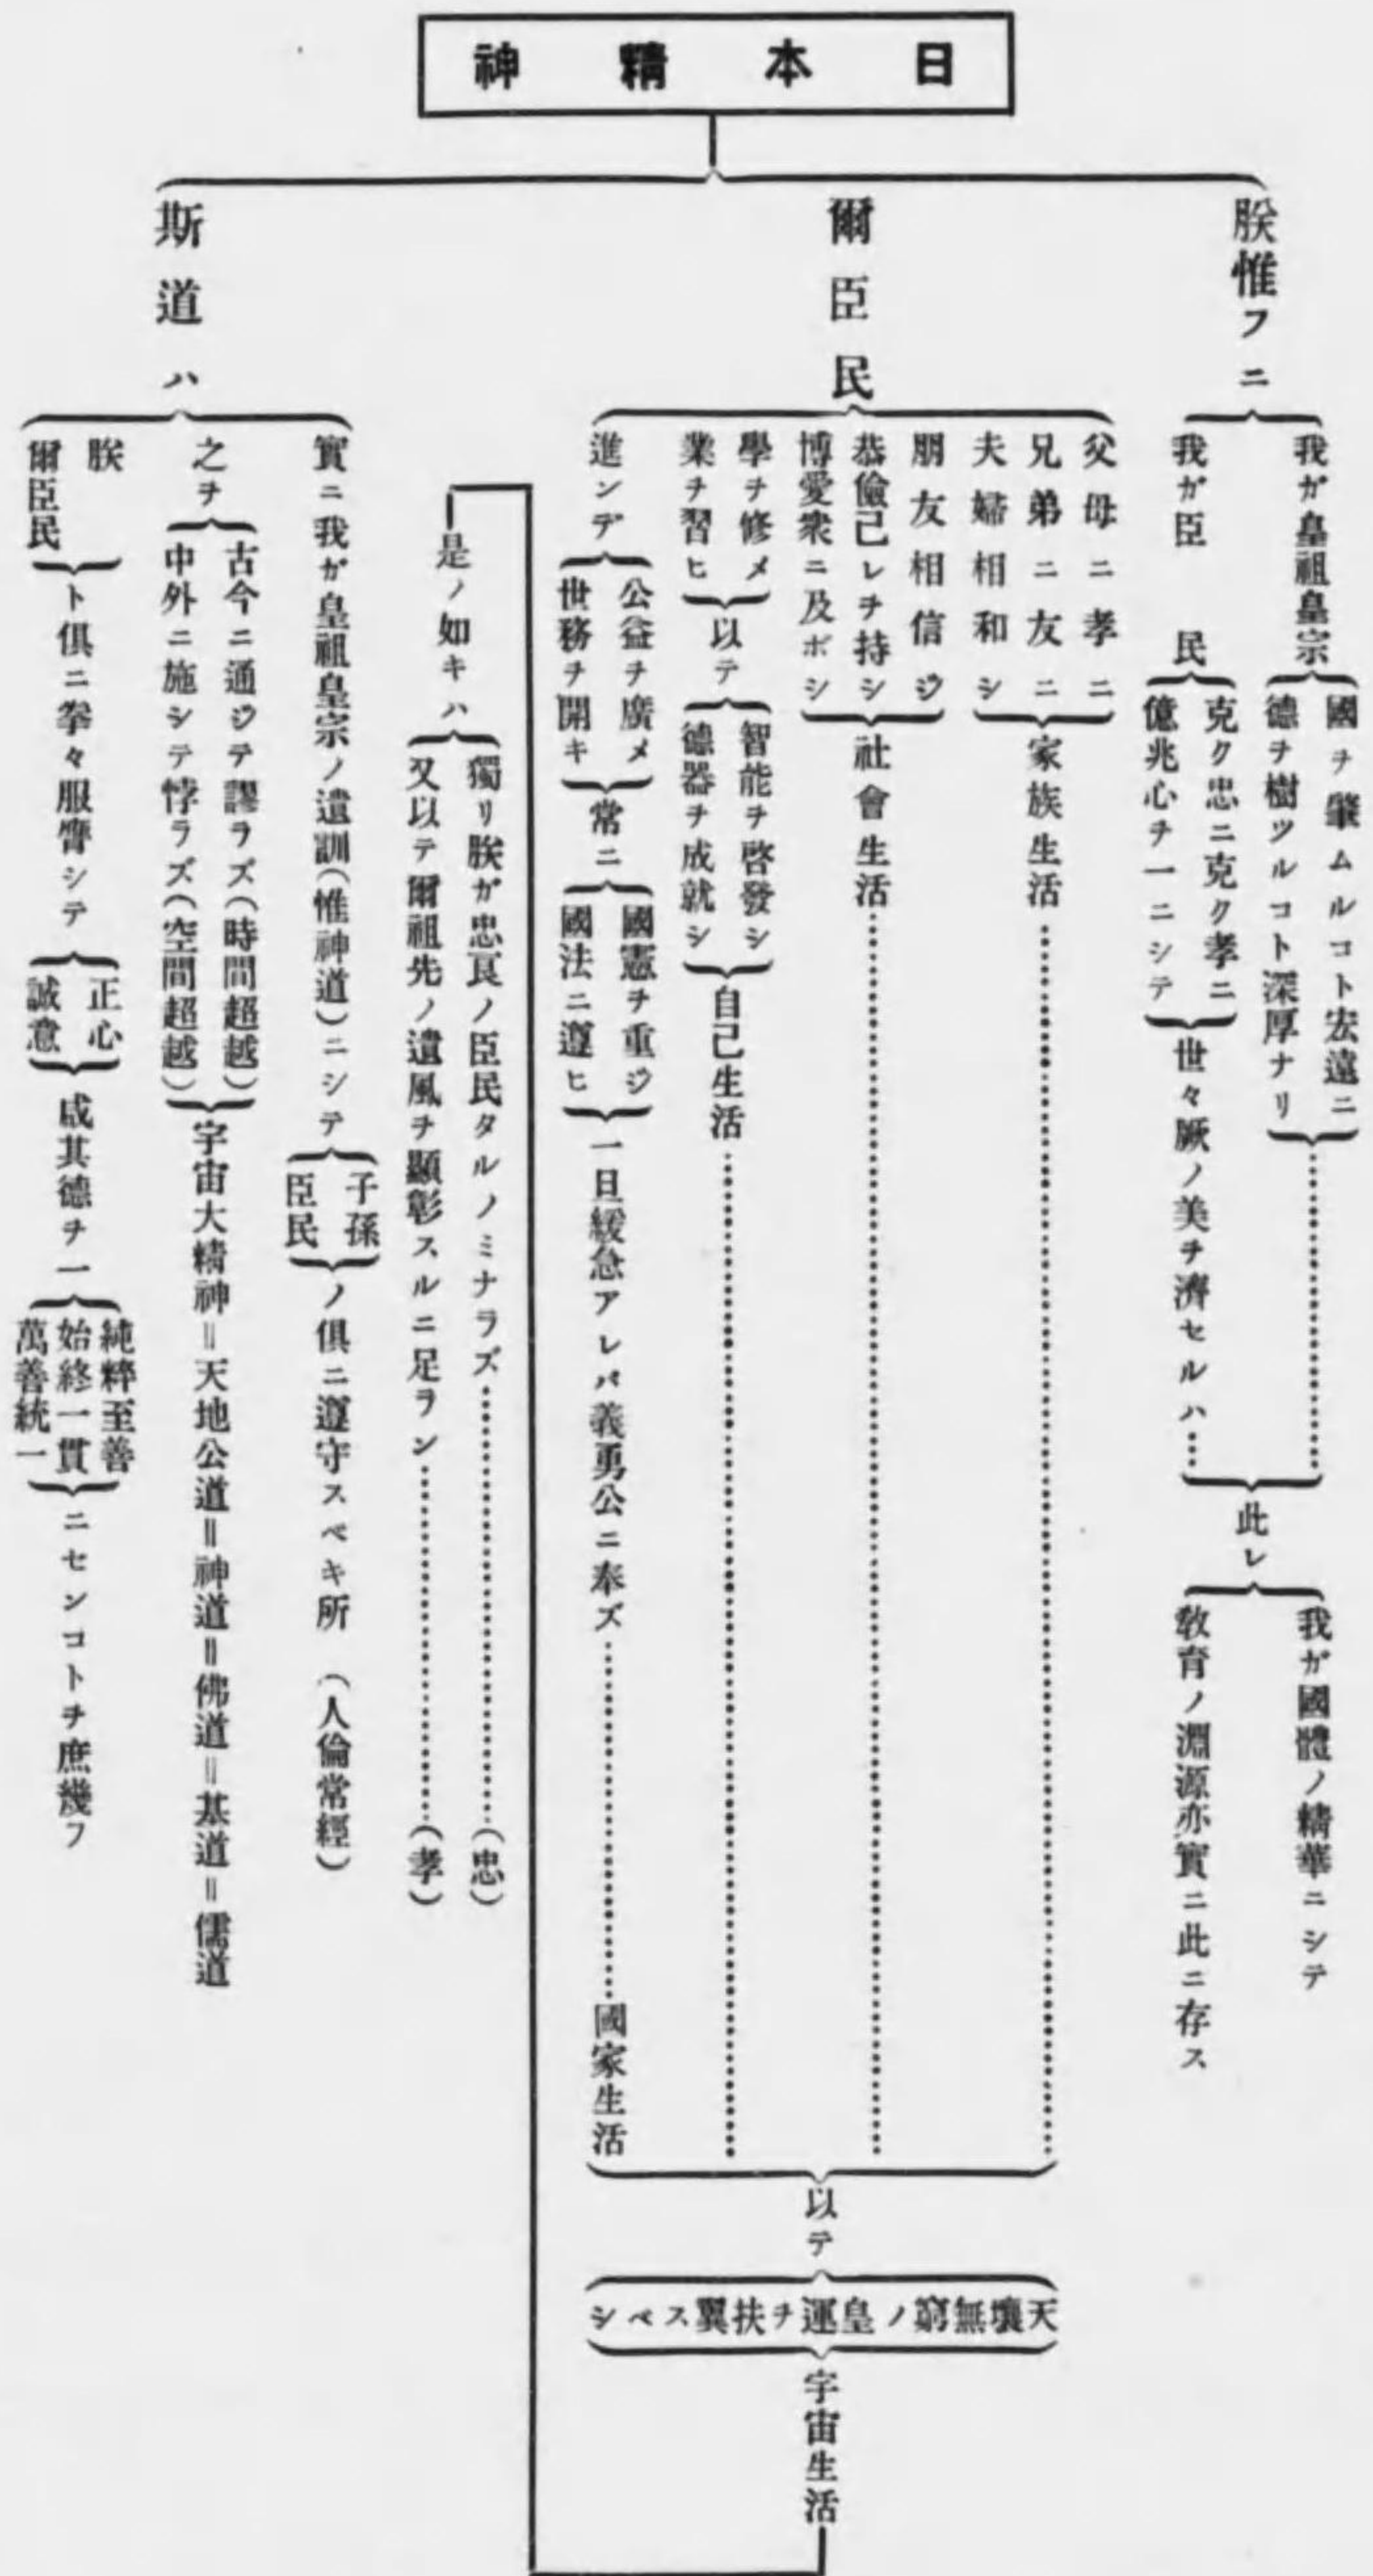 日本精神
朕惟フニ
我ガ皇祖皇宗
國ヲ肇ムルコト宏遠ニ
德ヲ樹ツルコト深厚ナリ
我ガ臣民
克ク忠ニ克ク孝ニ
億兆心ヲ一ニシテ
世々厥ノ美ヲ濟セルハ
此レ
我ガ國體ノ精華ニシテ
敎育ノ淵源亦實ニ此ニ存ス
爾臣民
父母ニ孝ニ
兄弟ニ友ニ
夫婦相和シ
家族生活
朋友相信ジ
恭儉己レヲ持シ
博愛衆ニ及ボシ
社會生活
學ヲ修メ
業ヲ習ヒ
以テ
智能ヲ啓發シ
德器ヲ成就シ
自己生活
進ンデ
公益ヲ廣メ
世務ヲ開キ
常ニ
國憲ヲ重ジ
國法ニ遵ヒ
一旦緩急アレバ義勇公ニ奉ズ
國家生活
以テ
天壤無窮ノ皇運ヲ扶翼スベシ
宇宙生活
是ノ如キハ
獨リ朕ガ忠良ノ臣民タルノミナラズ
(忠)
又以テ爾祖先ノ遺風ヲ顯彰スルニ足ラン
(孝)
斯道ハ
實ニ我ガ皇祖皇宗ノ遺訓(惟神道)ニシテ
子孫
臣民
ノ俱ニ遵守スベキ所 (人倫常經)
之ヲ
古今ニ通ジテ謬ラズ(時間超越)
中外ニ施シテ悖ラズ(空間超越)
宇宙大精神=天地公道=神道=佛道=基道=儒道
朕
爾臣民
ト俱ニ拳々服膺シテ
正心
誠意
咸其德ヲ一
純粹至善
始終一貫
萬善統一
ニセンコトヲ庶幾フ